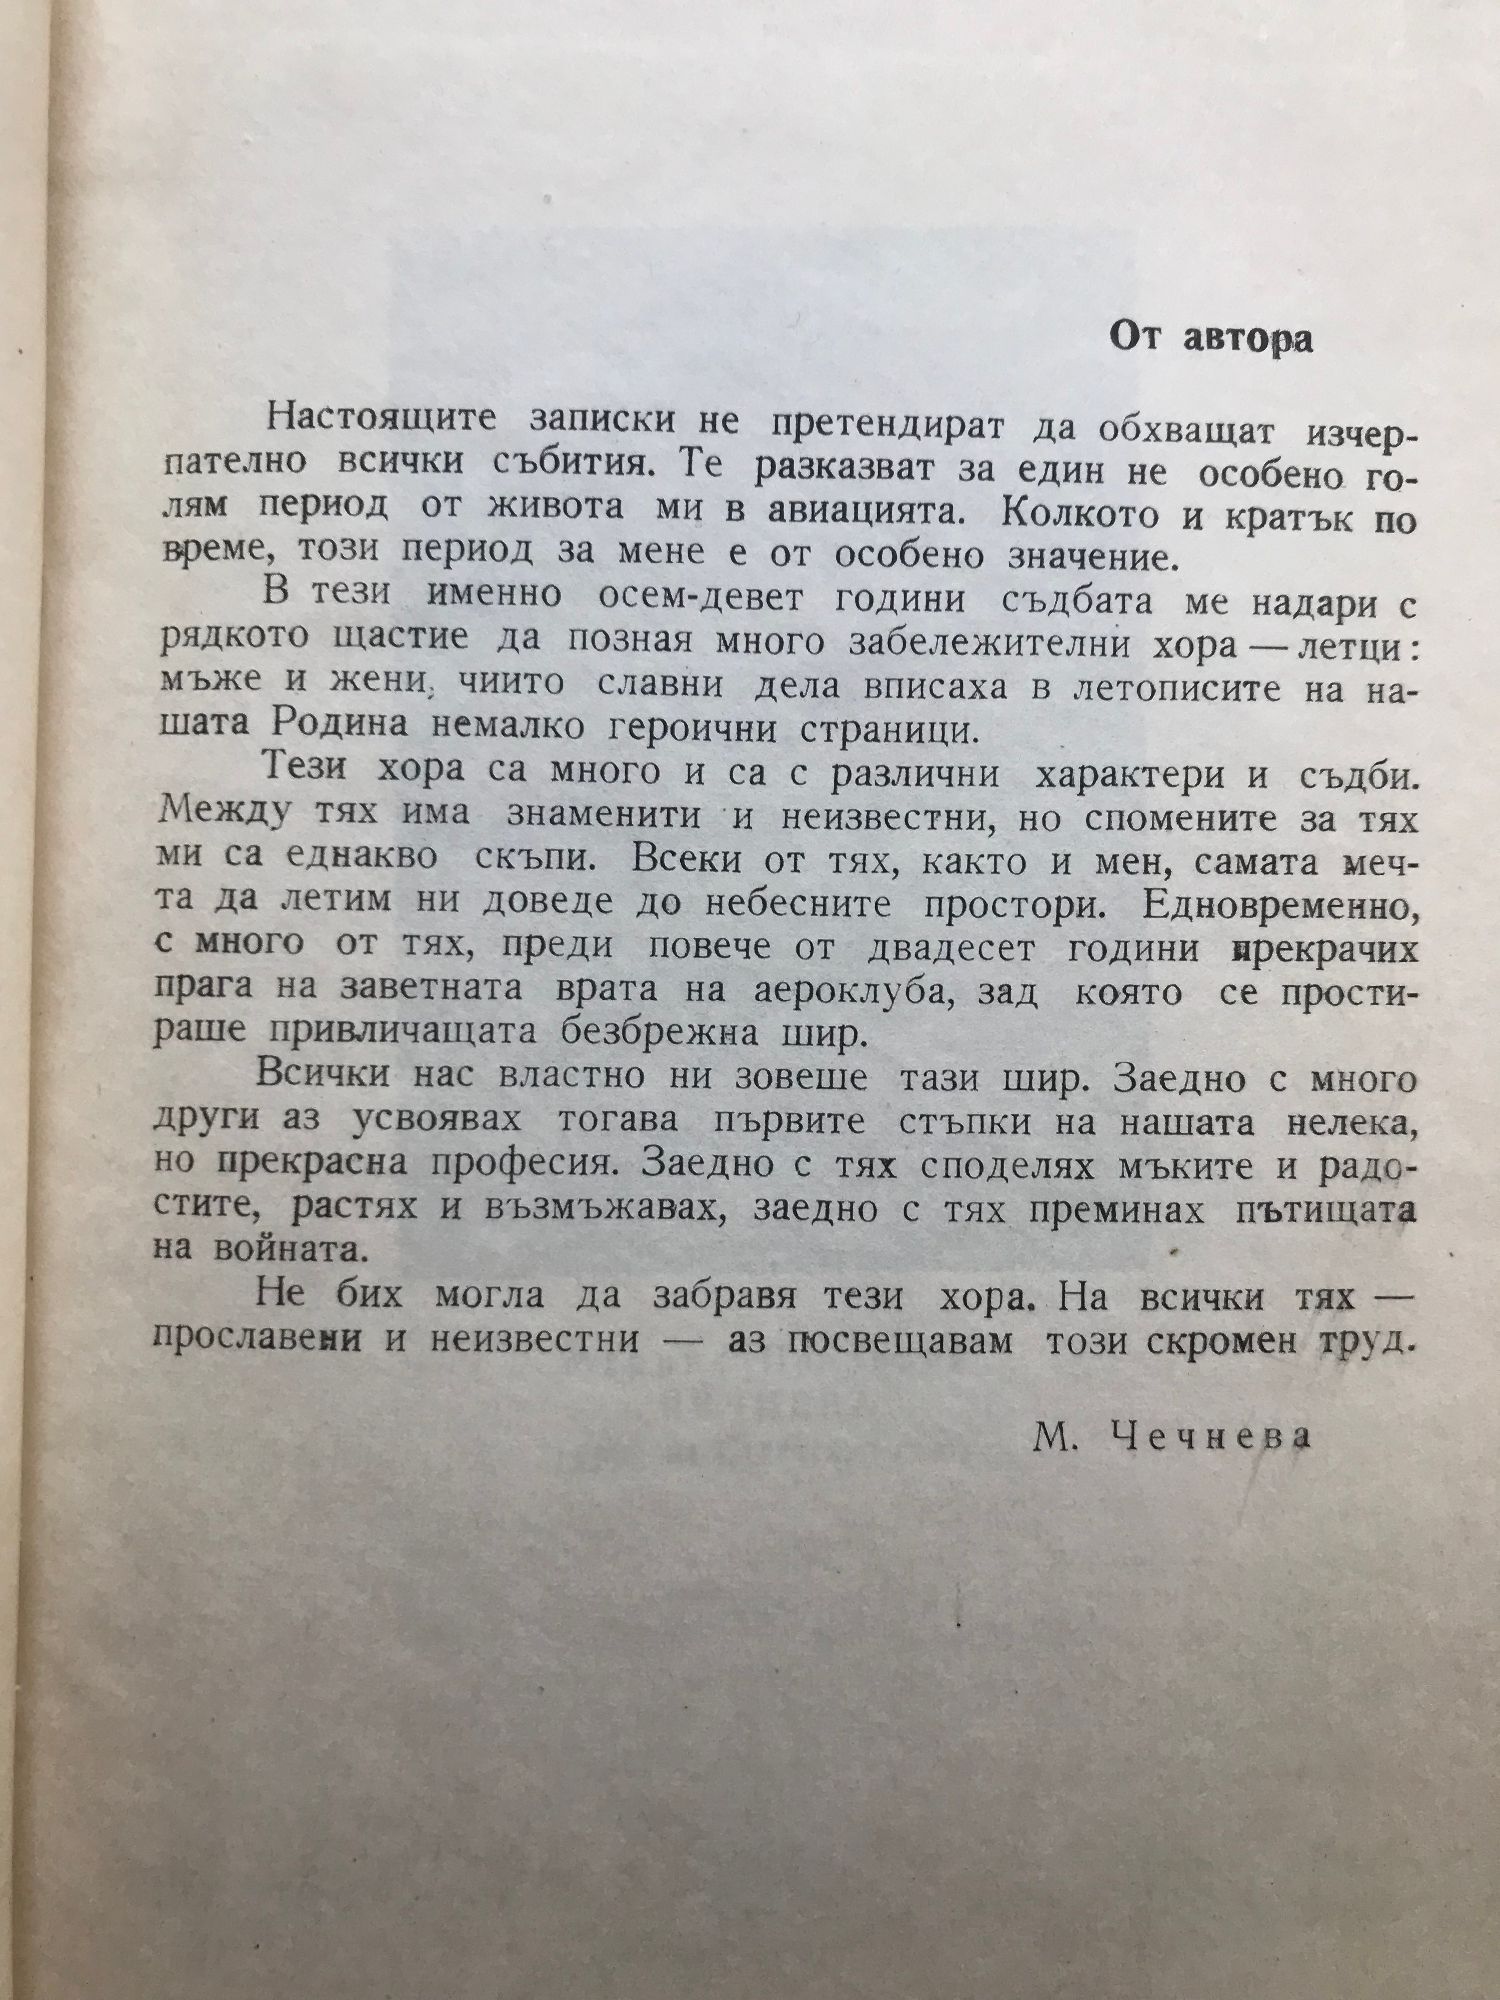 От автора
Настоящите записки не претендират да обхващат изчер-
пателно всички събития. Те разказват за един не особено го-
лям период от живота ми в авиацията. Колкото и кратък по
време, този период за мене е от особено значение.
В тези именно осем-девет години съдбата ме надари с
рядкото щастие да позная много забележителни хора — летци:
мъже и жени, чиито славни дела вписаха в летописите на на-
шата Родина немалко героични страници.
Тези хора са много и са с различни характери и съдби.
Между тях има знаменити и неизвестни, но спомените за тях
ми са еднакво скъпи. Всеки от тях, както и мен, самата меч-
та да летим ни доведе до небесните простори. Едновременно,
с много от тях, преди повече от двадесет години прекрачих
прага на заветната врата на аероклуба, зад която се прости-
раше привличащата безбрежна шир.
Всички нас властно ни зовеше тази шир. Заедно с много
други аз усвоявах тогава първите стъпки на нашата нелека,
но прекрасна професия. Заедно с тях споделях мъките и радо-
стите, растях и възмъжавах, заедно с тях преминах пътищата
на войната.
Не бих могла да забравя тези хора. На всички тях —
прославени и неизвестни — аз посвещавам този скромен труд.
М. Чечнева